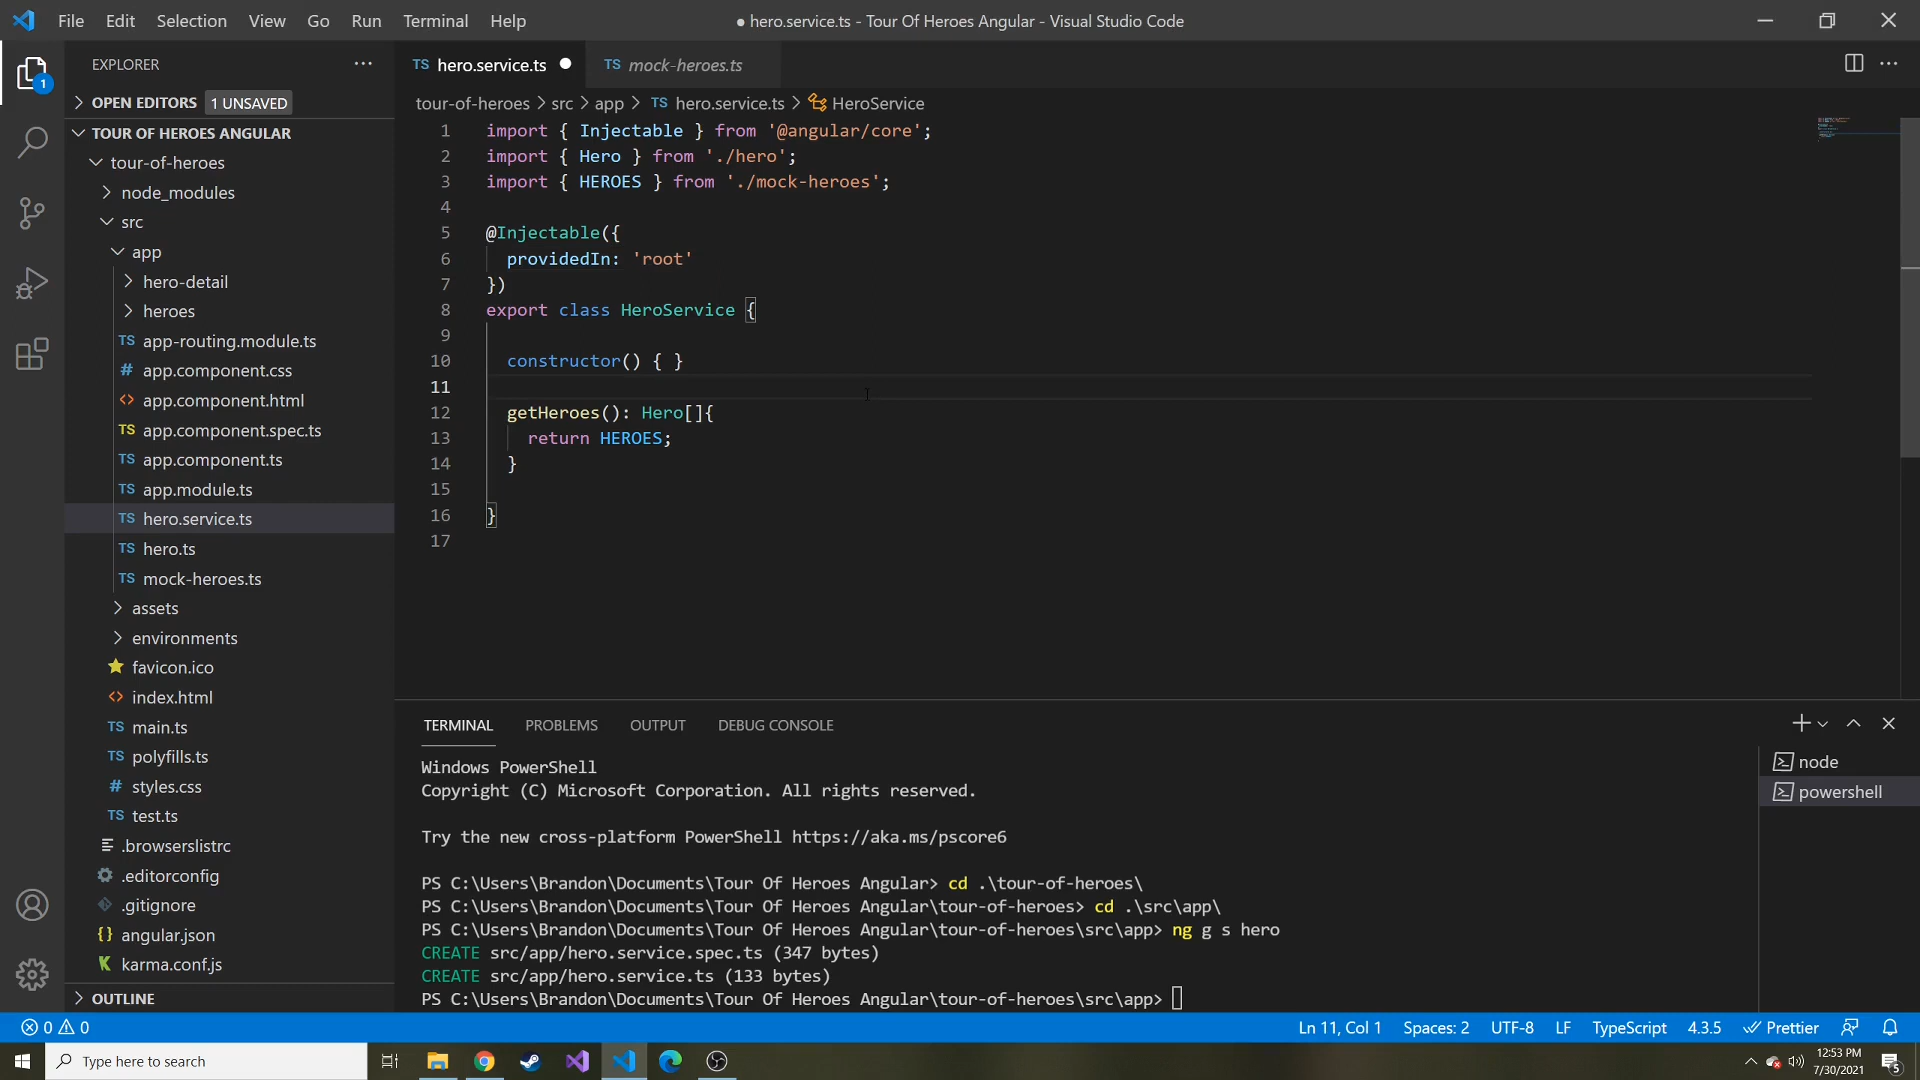 File Edit Selection View Go Run Terminal Help
● hero.service.ts - Tour Of Heroes Angular - Visual Studio Code
EXPLORER
OPEN EDITORS 1 UNSAVED
TOUR OF HEROES ANGULAR
tour-of-heroes
node_modules
src
app
hero-detail
heroes
TS app-routing.module.ts
# app.component.css
<> app.component.html
TS app.component.spec.ts
TS app.component.ts
TS app.module.ts
TS hero.service.ts
TS hero.ts
TS mock-heroes.ts
assets
environments
favicon.ico
<> index.html
TS main.ts
TS polyfills.ts
# styles.css
TS test.ts
.browserslistrc
.editorconfig
.gitignore
{} angular.json
K karma.conf.js
OUTLINE
1
TS hero.service.ts ●
TS mock-heroes.ts
tour-of-heroes > src > app > TS hero.service.ts > HeroService
1 import { Injectable } from '@angular/core';
2 import { Hero } from './hero';
3 import { HEROES } from './mock-heroes';
4
5 @Injectable({
6 providedIn: 'root'
7 })
8 export class HeroService {
9
10 constructor() { }
11
12 getHeroes(): Hero[]{
13 return HEROES;
14 }
15
16 }
17
TERMINAL PROBLEMS OUTPUT DEBUG CONSOLE
Windows PowerShell
Copyright (C) Microsoft Corporation. All rights reserved.
Try the new cross-platform PowerShell https://aka.ms/pscore6
PS C:\Users\Brandon\Documents\Tour Of Heroes Angular> cd .\tour-of-heroes\
PS C:\Users\Brandon\Documents\Tour Of Heroes Angular\tour-of-heroes> cd .\src\app\
PS C:\Users\Brandon\Documents\Tour Of Heroes Angular\tour-of-heroes\src\app> ng g s hero
CREATE src/app/hero.service.spec.ts (347 bytes)
CREATE src/app/hero.service.ts (133 bytes)
PS C:\Users\Brandon\Documents\Tour Of Heroes Angular\tour-of-heroes\src\app>
node
powershell
0 0
Ln 11, Col 1 Spaces: 2 UTF-8 LF TypeScript 4.3.5 Prettier
Type here to search
12:53 PM
7/30/2021
5